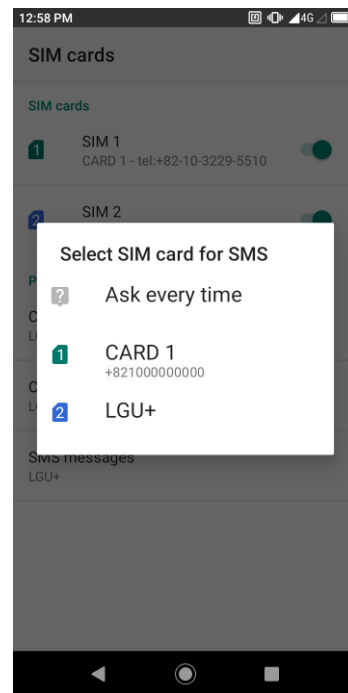 12:58 PM
4G
SIM cards
SIM cards
1
SIM 1
CARD 1 - tel:+82-10-3229-5510
2
SIM 2
Select SIM card for SMS
P
?
Ask every time
C
1
CARD 1
+821000000000
C
2
LGU+
SMS messages
LGU+